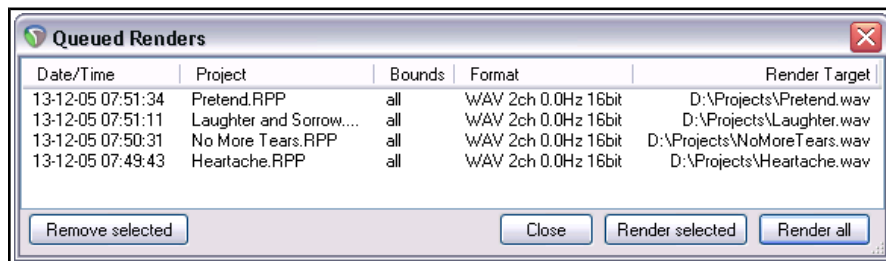 Queued Renders
Date/Time Project Bounds Format Render Target
13-12-05 07:51:34 Pretend.RPP all WAV 2ch 0.0Hz 16bit D:\Projects\Pretend.wav
13-12-05 07:51:11 Laughter and Sorrow.... all WAV 2ch 0.0Hz 16bit D:\Projects\Laughter.wav
13-12-05 07:50:31 No More Tears.RPP all WAV 2ch 0.0Hz 16bit D:\Projects\NoMoreTears.wav
13-12-05 07:49:43 Heartache.RPP all WAV 2ch 0.0Hz 16bit D:\Projects\Heartache.wav
Remove selected Close Render selected Render all